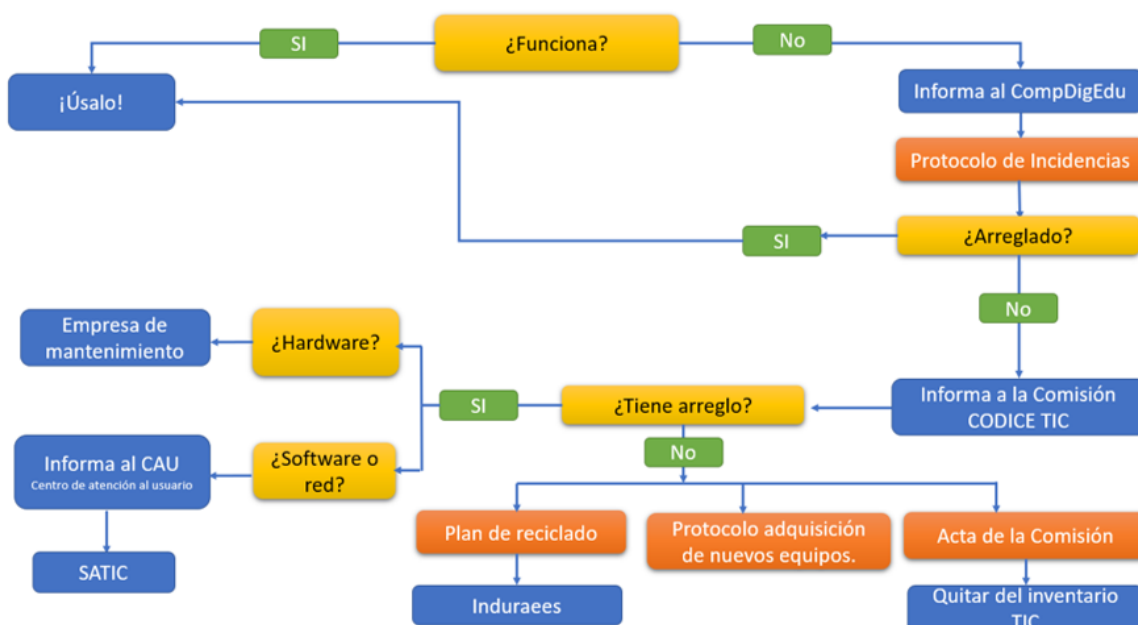 SI
¿Funciona?
No
¡Úsalo!
Informa al CompDigEdu
Protocolo de Incidencias
SI
¿Arreglado?
No
Empresa de
mantenimiento
¿Hardware?
SI
¿Tiene arreglo?
Informa a la Comisión
CODICE TIC
No
Informa al CAU
Centro de atención al usuario
¿Software o
red?
Plan de reciclado
Protocolo adquisición
de nuevos equipos.
Acta de la Comisión
SATIC
Induraees
Quitar del inventario
TIC